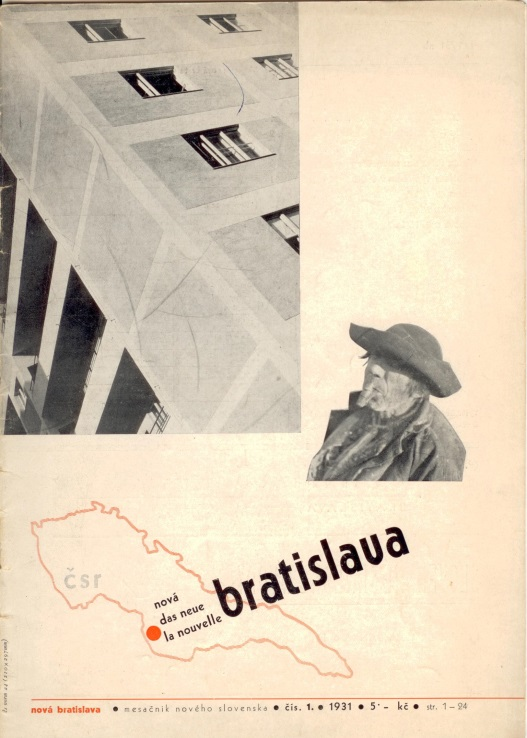 čsr
nová
das neue
la nouvelle
bratislava
nová bratislava • mesačník nového slovenska • čís. 1. • 1931 • 5·- kč • str. 1–24